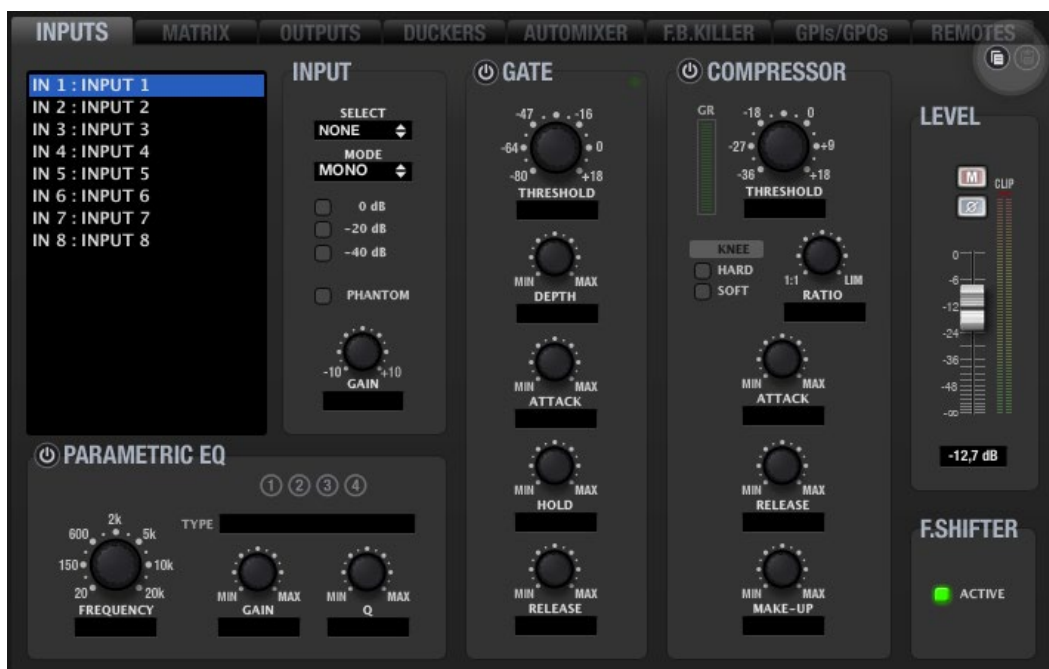 INPUTS MATRIX OUTPUTS DUCKERS AUTOMIXER F.B.KILLER GPIs/GPOs REMOTES
IN 1 : INPUT 1
IN 2 : INPUT 2
IN 3 : INPUT 3
IN 4 : INPUT 4
IN 5 : INPUT 5
IN 6 : INPUT 6
IN 7 : INPUT 7
IN 8 : INPUT 8
INPUT
SELECT
NONE
MODE
MONO
0 dB
-20 dB
-40 dB
PHANTOM
-10 +10
GAIN
GATE
-47 -16
-64 0
-80 +18
THRESHOLD
MIN MAX
DEPTH
MIN MAX
ATTACK
MIN MAX
HOLD
MIN MAX
RELEASE
COMPRESSOR
GR
-18 0
-27 +9
-36 +18
THRESHOLD
KNEE
HARD
SOFT
1:1 LIM
RATIO
MIN MAX
ATTACK
MIN MAX
RELEASE
MIN MAX
MAKE-UP
LEVEL
M
CLIP
Ø
0
-6
-12
-24
-36
-48
-∞
-12,7 dB
PARAMETRIC EQ
1 2 3 4
2k
600 5k
150 10k
20 20k
FREQUENCY
TYPE
MIN MAX
GAIN
MIN MAX
Q
F.SHIFTER
ACTIVE